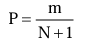 P = m / N + 1